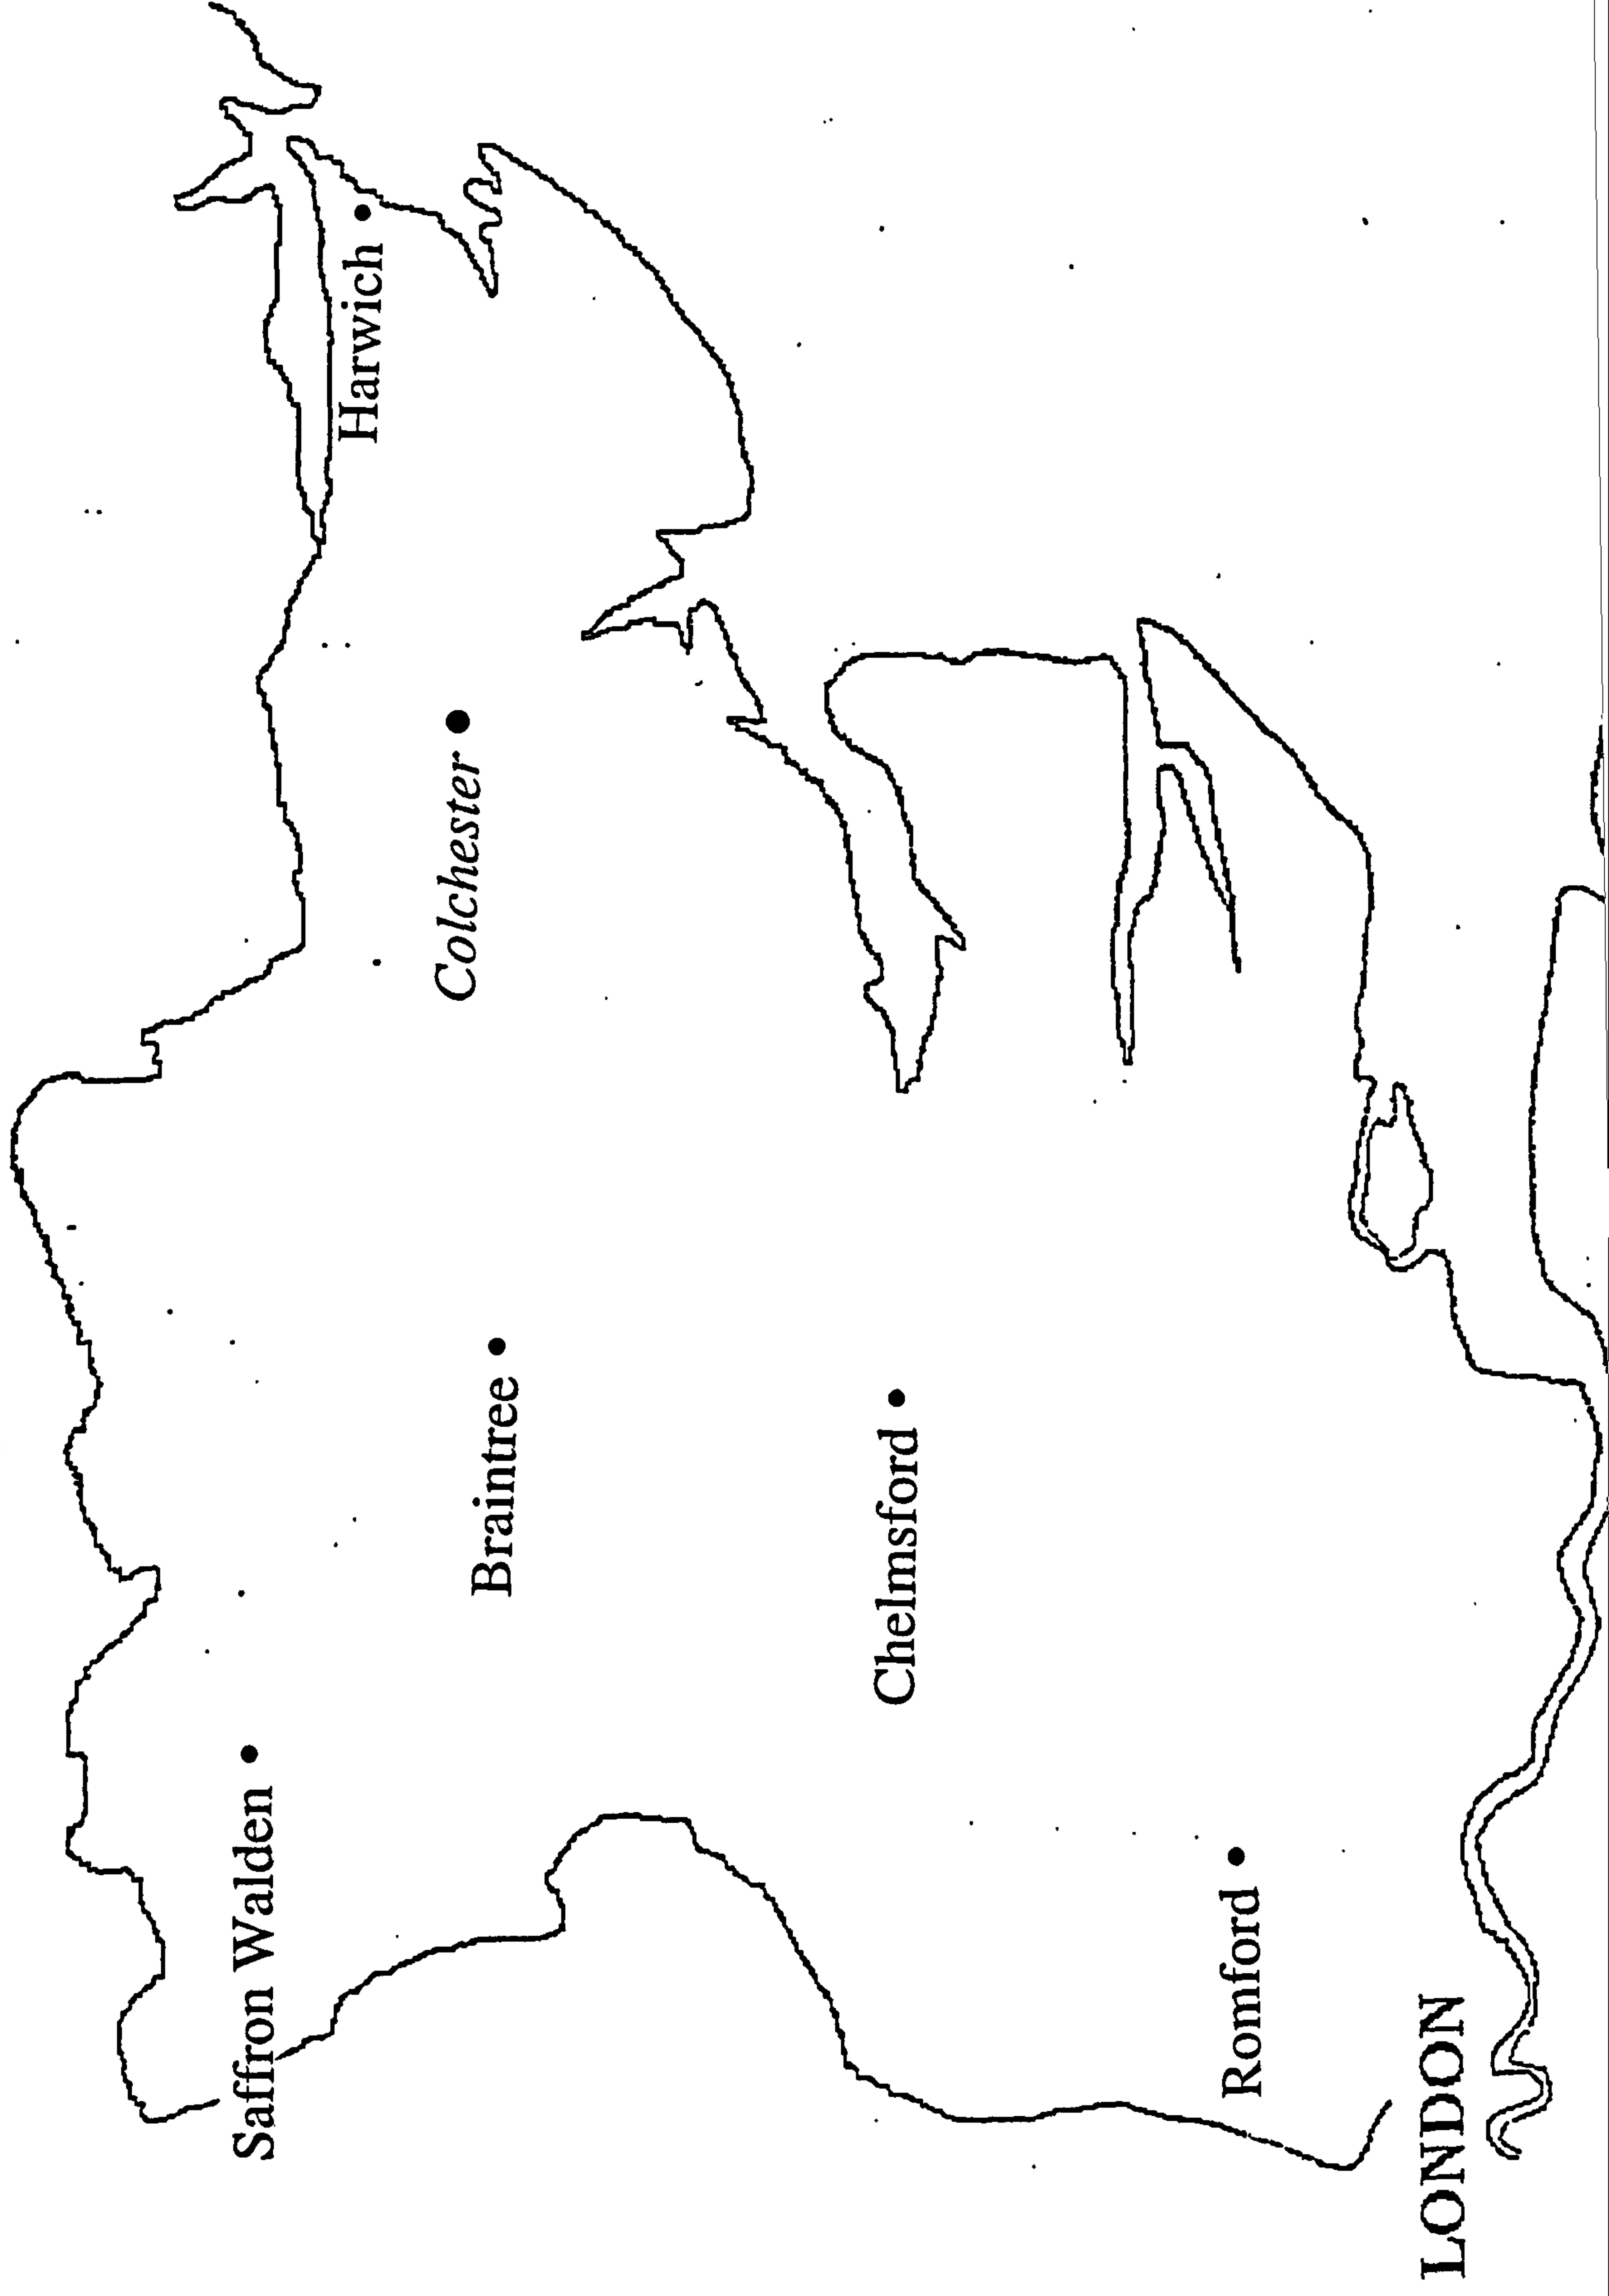 Saffron Walden
Harwich
Colchester
Braintree
Chelmsford
Romford
LONDON